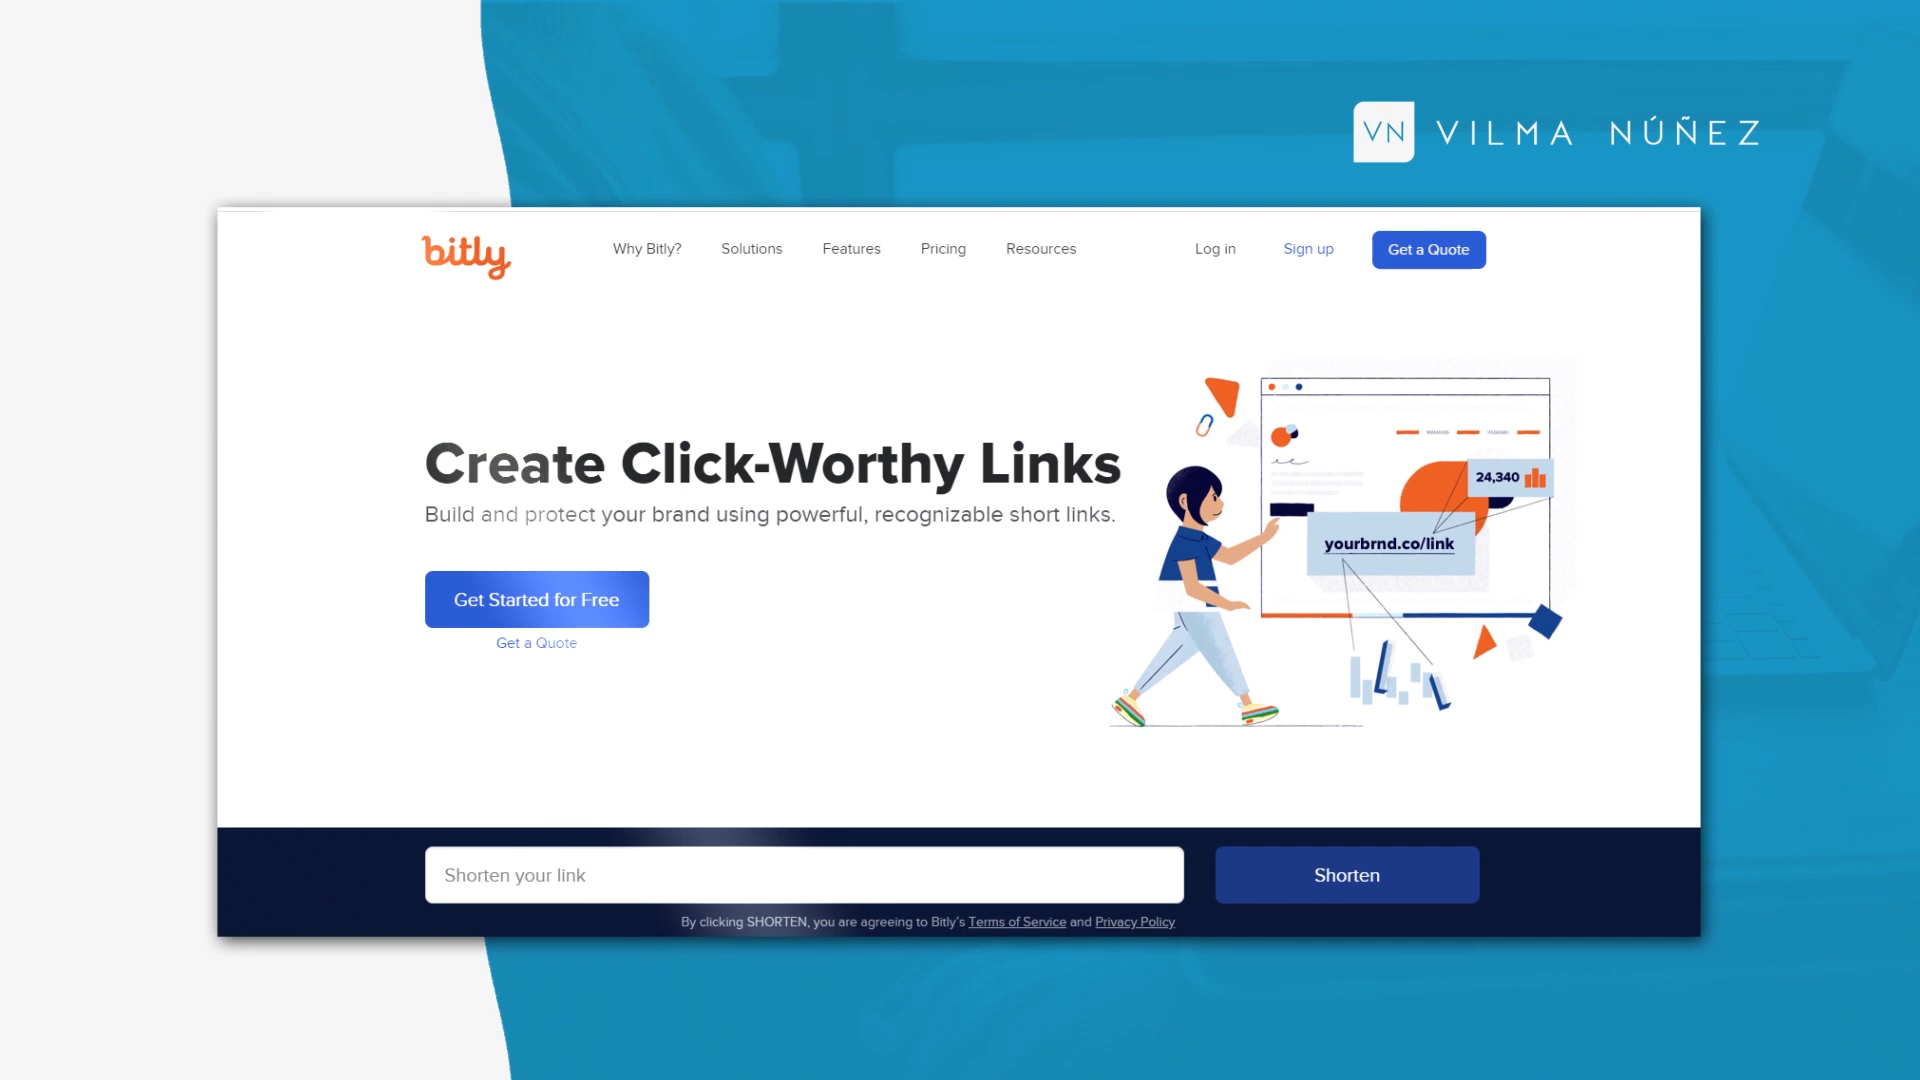 VN VILMA NÚÑEZ
bitly
Why Bitly? Solutions Features Pricing Resources Log in Sign up Get a Quote
Create Click-Worthy Links
Build and protect your brand using powerful, recognizable short links.
Get Started for Free
Get a Quote
24,340
yourbrnd.co/link
Shorten your link
Shorten
By clicking SHORTEN, you are agreeing to Bitly’s Terms of Service and Privacy Policy